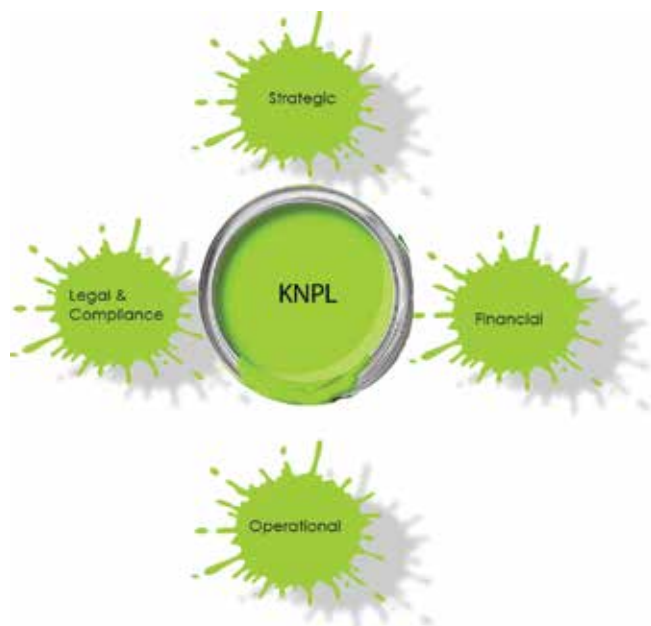 Strategic
Legal &
Compliance
KNPL
Financial
Operational